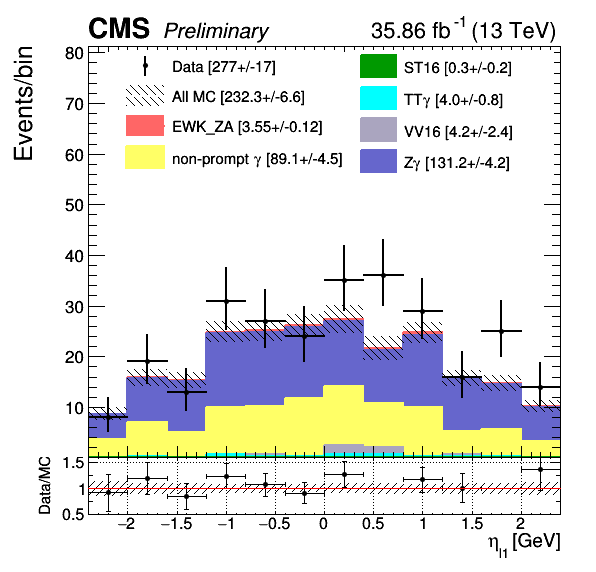 CMS Preliminary 35.86 fb⁻¹ (13 TeV)
Events/bin
80
70
60
50
40
30
20
10
Data [277+/-17]
All MC [232.3+/-6.6]
EWK_ZA [3.55+/-0.12]
non-prompt γ [89.1+/-4.5]
ST16 [0.3+/-0.2]
TTγ [4.0+/-0.8]
VV16 [4.2+/-2.4]
Zγ [131.2+/-4.2]
Data/MC
1.5
1
0.5
−2 −1.5 −1 −0.5 0 0.5 1 1.5 2
η_l1 [GeV]